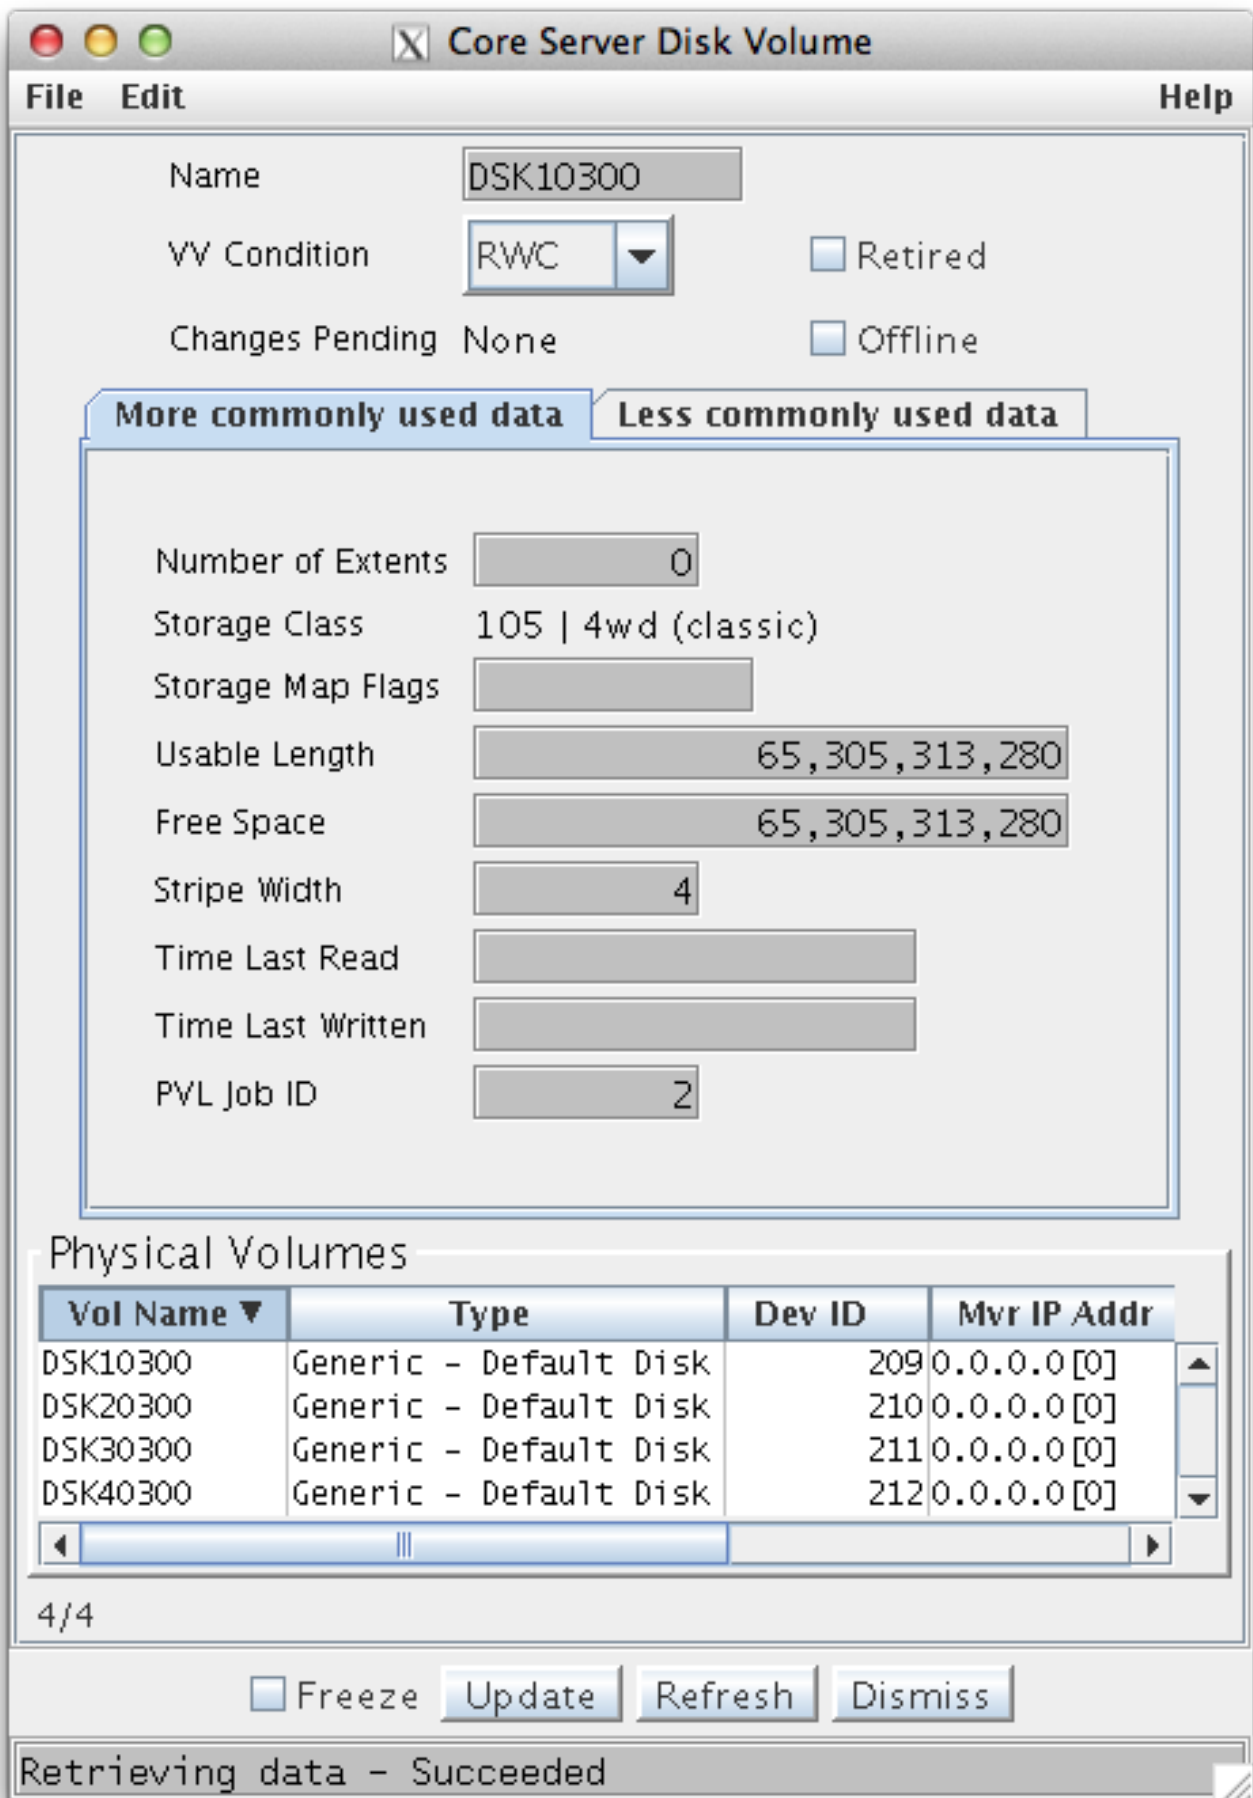 Core Server Disk Volume
File Edit Help
Name DSK10300
VV Condition RWC Retired
Changes Pending None Offline
More commonly used data Less commonly used data
Number of Extents 0
Storage Class 105 | 4wd (classic)
Storage Map Flags
Usable Length 65,305,313,280
Free Space 65,305,313,280
Stripe Width 4
Time Last Read
Time Last Written
PVL Job ID 2
Physical Volumes
Vol Name ▼ Type Dev ID Mvr IP Addr
DSK10300 Generic - Default Disk 209 0.0.0.0[0]
DSK20300 Generic - Default Disk 210 0.0.0.0[0]
DSK30300 Generic - Default Disk 211 0.0.0.0[0]
DSK40300 Generic - Default Disk 212 0.0.0.0[0]
4/4
Freeze Update Refresh Dismiss
Retrieving data - Succeeded